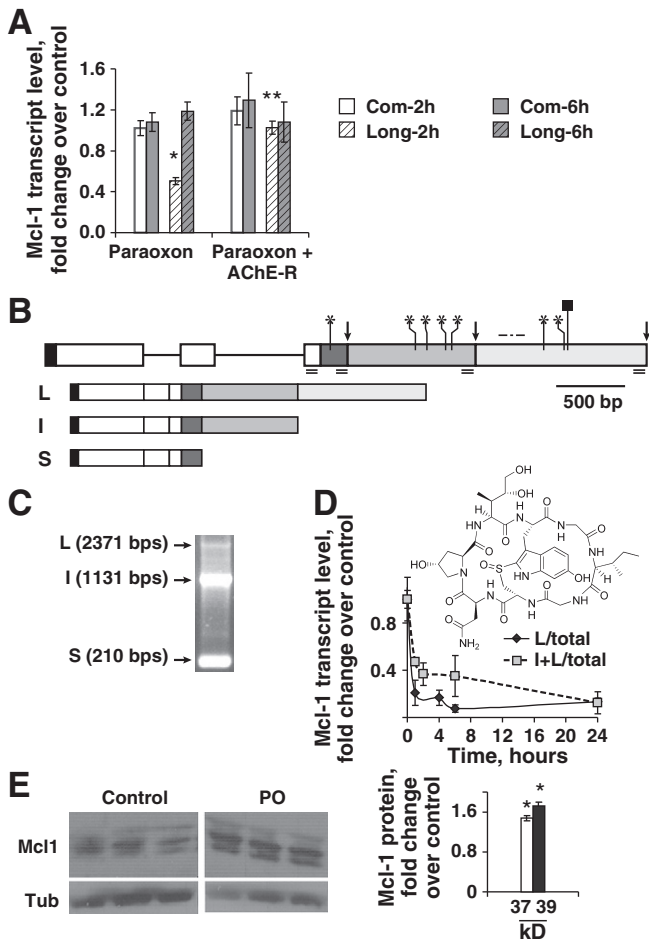 A
Mcl-1 transcript level,
fold change over control
1.6
1.2
0.8
0.4
0.0
*
**
Paraoxon
Paraoxon +
AChE-R
Com-2h
Com-6h
Long-2h
Long-6h
B
* * * * * * *
L
I
S
500 bp
C
L (2371 bps)
I (1131 bps)
S (210 bps)
D
Mcl-1 transcript level,
fold change over control
0.8
0.4
0 4 8 12 16 20 24
Time, hours
L/total
I+L/total
OH
OH
H
H
N
O
H
N
O
O
NH
HO
N
O
O
S
HN
OH
HN
O
H
O
N
H
O
N
H
O
N
H
O
NH2
E
Control
PO
Mcl1
Tub
Mcl-1 protein,
fold change
over control
1.6
0.8
0
*
*
37 39
kD